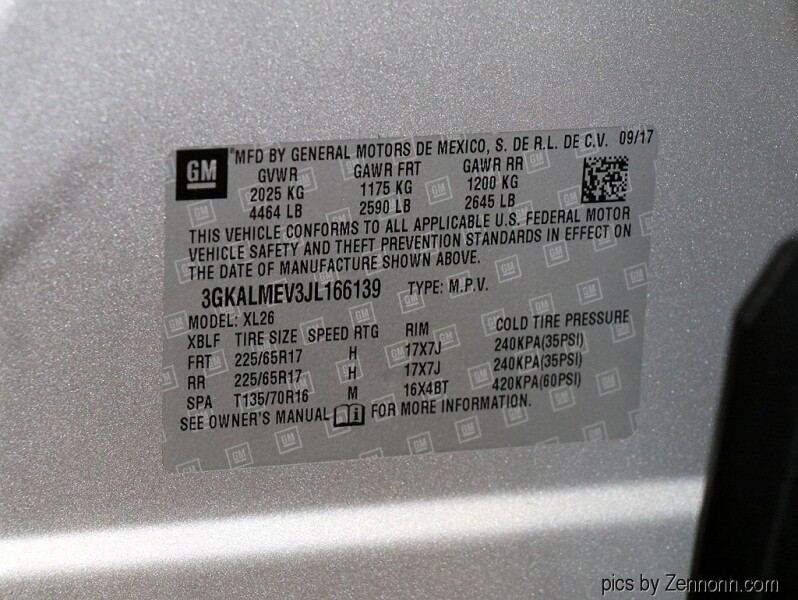 GM MFD BY GENERAL MOTORS DE MEXICO, S. DE R.L. DE C.V. 09/17
GVWR GAWR FRT GAWR RR
2025 KG 1175 KG 1200 KG
4464 LB 2590 LB 2645 LB
THIS VEHICLE CONFORMS TO ALL APPLICABLE U.S. FEDERAL MOTOR
VEHICLE SAFETY AND THEFT PREVENTION STANDARDS IN EFFECT ON
THE DATE OF MANUFACTURE SHOWN ABOVE.
3GKALMEV3JL166139 TYPE: M.P.V.
MODEL: XL26
XBLF TIRE SIZE SPEED RTG RIM COLD TIRE PRESSURE
FRT 225/65R17 H 17X7J 240KPA(35PSI)
RR 225/65R17 H 17X7J 240KPA(35PSI)
SPA T135/70R16 M 16X4BT 420KPA(60PSI)
SEE OWNER'S MANUAL FOR MORE INFORMATION.
pics by Zennonn.com